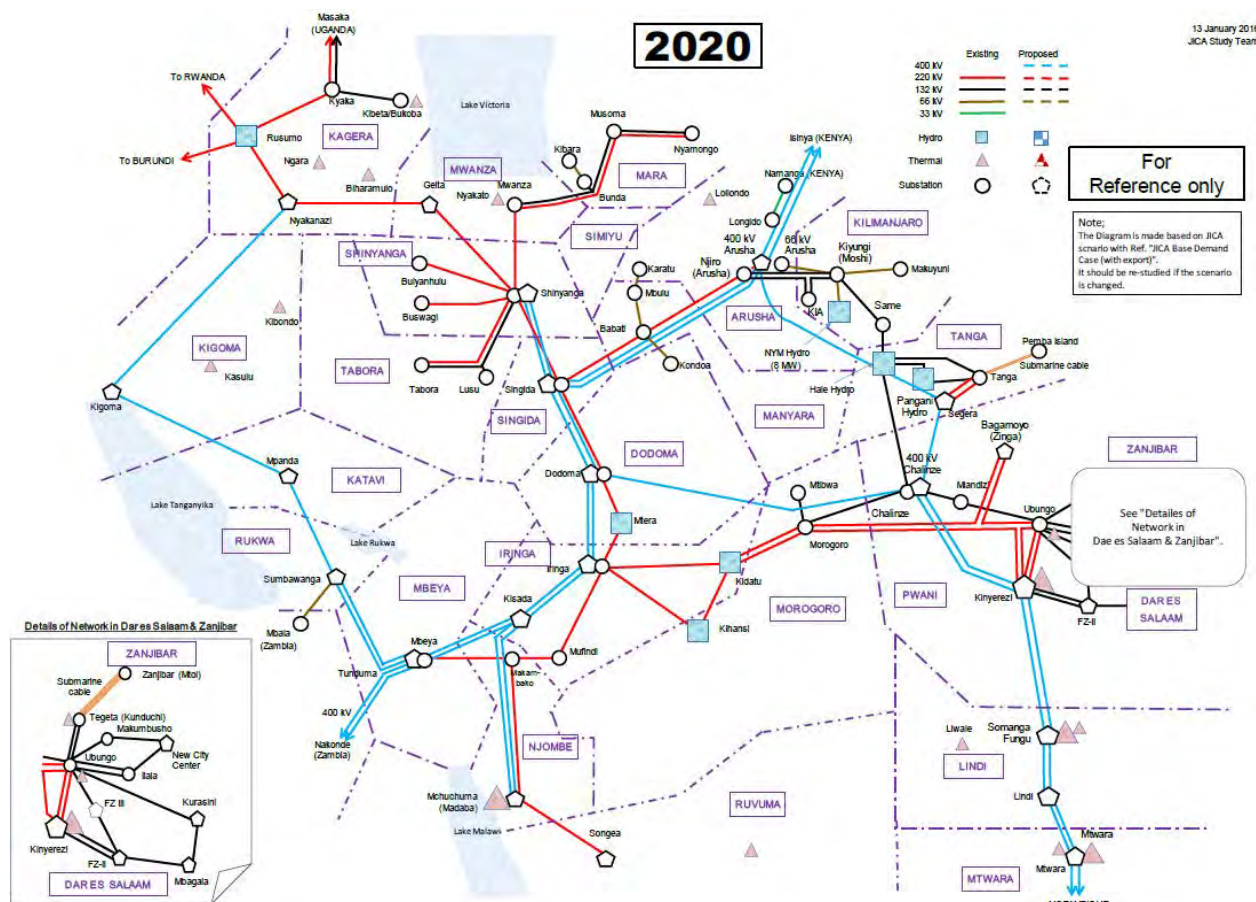 2020
13 January 2016
JICA Study Team
Existing
Proposed
400 kV
220 kV
132 kV
66 kV
33 kV
Hydro
Thermal
Substation
For
Reference only
Note;
The Diagram is made based on JICA
scnario with Ref. "JICA Base Demand
Case (with export)".
It should be re-studied if the scenario
is changed.
Masaka
(UGANDA)
To RWANDA
Kyaka
Kibeta/Bukoba
Lake Victoria
Rusumo
KAGERA
To BURUNDI
Ngara
Biharamulo
MWANZA
Nyakato
Mwanza
Musoma
Nyamongo
Kibara
Bunda
MARA
Loliondo
Isinya (KENYA)
Namanga (KENYA)
Longido
KILIMANJARO
Nyakanazi
Geita
SHINYANGA
SIMIYU
400 kV
Arusha
66 kV
Arusha
Kiyungi
(Moshi)
Makuyuni
Njiro
(Arusha)
Bulyanhulu
Buswagi
Shinyanga
Karatu
Mbulu
Babati
Kondoa
ARUSHA
KIA
Same
TANGA
Kibondo
KIGOMA
Kasulu
TABORA
Tabora
Lusu
Singida
NYM Hydro
(8 MW)
Hale Hydro
Pangani
Hydro
Tanga
Pemba Island
Submarine cable
Segera
Kigoma
SINGIDA
MANYARA
Bagamoyo
(Zinga)
ZANJIBAR
Mpanda
KATAVI
Dodoma
DODOMA
400 kV
Chalinze
Mlandizi
Ubungo
Lake Tanganyika
Mtibwa
Chalinze
See "Detailes of
Network in
Dae es Salaam & Zanjibar".
RUKWA
Lake Rukwa
Mtera
Morogoro
IRINGA
Iringa
Kidatu
Sumbawanga
MBEYA
Kisada
MOROGORO
PWANI
Kinyerezi
FZ-II
DAR ES
SALAAM
Mbala
(Zambia)
Kihansi
Mbeya
Tunduma
Makam-
bako
Mufindi
400 kV
Nakonde
(Zambia)
NJOMBE
Mchuchuma
(Madaba)
Lake Malawi
Songea
RUVUMA
Liwale
Somanga
Fungu
LINDI
Lindi
Mtwara
Mtwara
MTWARA
Details of Network in Dar es Salaam & Zanjibar
ZANJIBAR
Submarine
cable
Zanjibar (Mtoi)
Tegeta (Kunduchi)
Makumbusho
Ubungo
New City
Center
Ilala
FZ III
Kurasini
Kinyerezi
FZ-II
Mbagala
DAR ES SALAAM